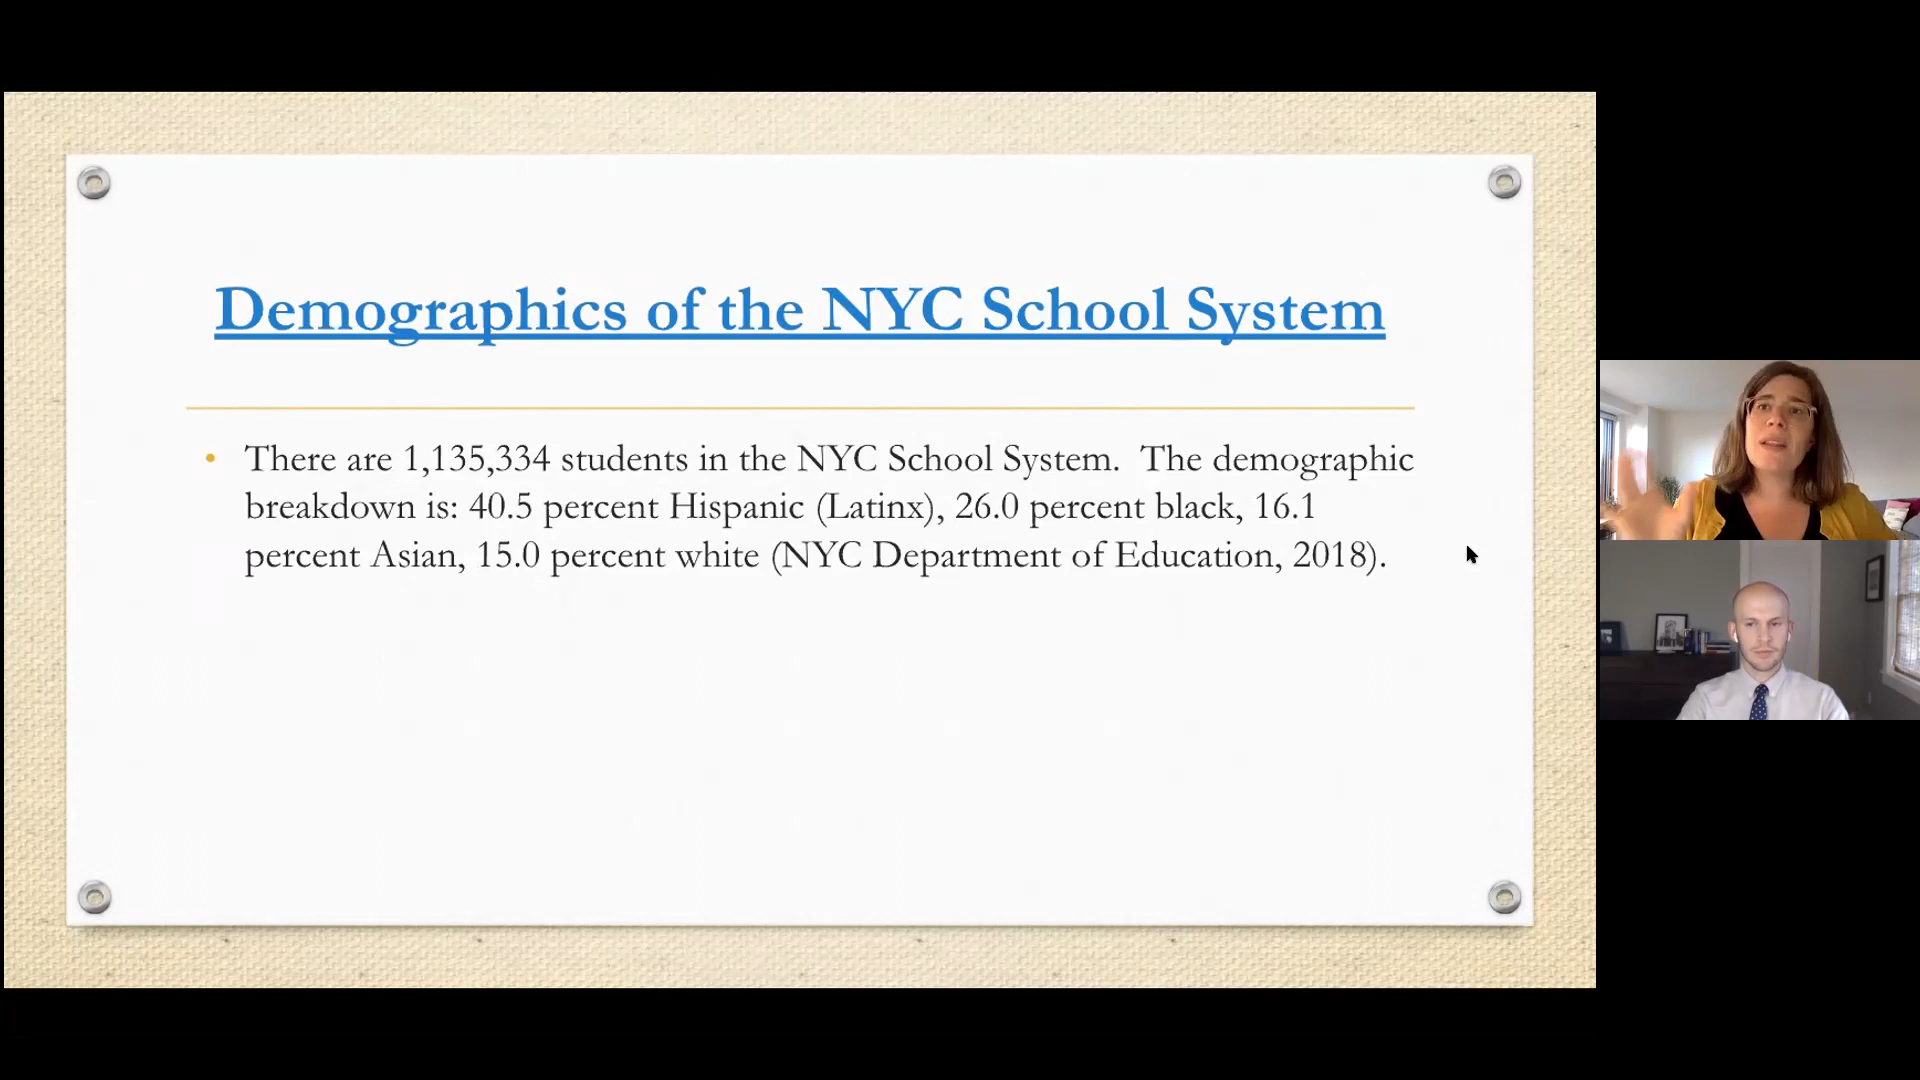 Demographics of the NYC School System
• There are 1,135,334 students in the NYC School System.  The demographic
breakdown is: 40.5 percent Hispanic (Latinx), 26.0 percent black, 16.1
percent Asian, 15.0 percent white (NYC Department of Education, 2018).